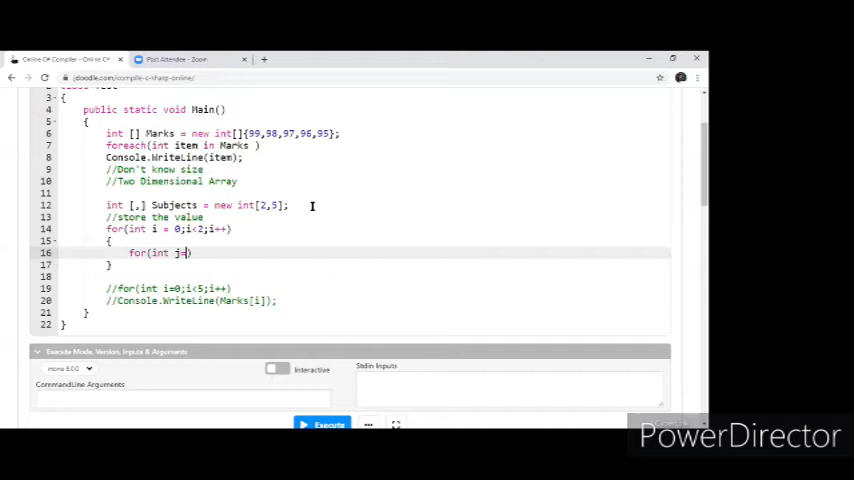 Online C# Compiler - Online C#
Post Attendee - Zoom
jdoodle.com/compile-c-sharp-online/
3 {
4 public static void Main()
5 {
6 int [] Marks = new int[]{99,98,97,96,95};
7 foreach(int item in Marks )
8 Console.WriteLine(item);
9 //Don't know size
10 //Two Dimensional Array
11
12 int [,] Subjects = new int[2,5];
13 //store the value
14 for(int i = 0;i<2;i++)
15 {
16 for(int j=)
17 }
18
19 //for(int i=0;i<5;i++)
20 //Console.WriteLine(Marks[i]);
21 }
22 }
Execute Mode, Version, Inputs & Arguments
mono 6.0.0
Interactive
Stdin Inputs
CommandLine Arguments
Execute
PowerDirector